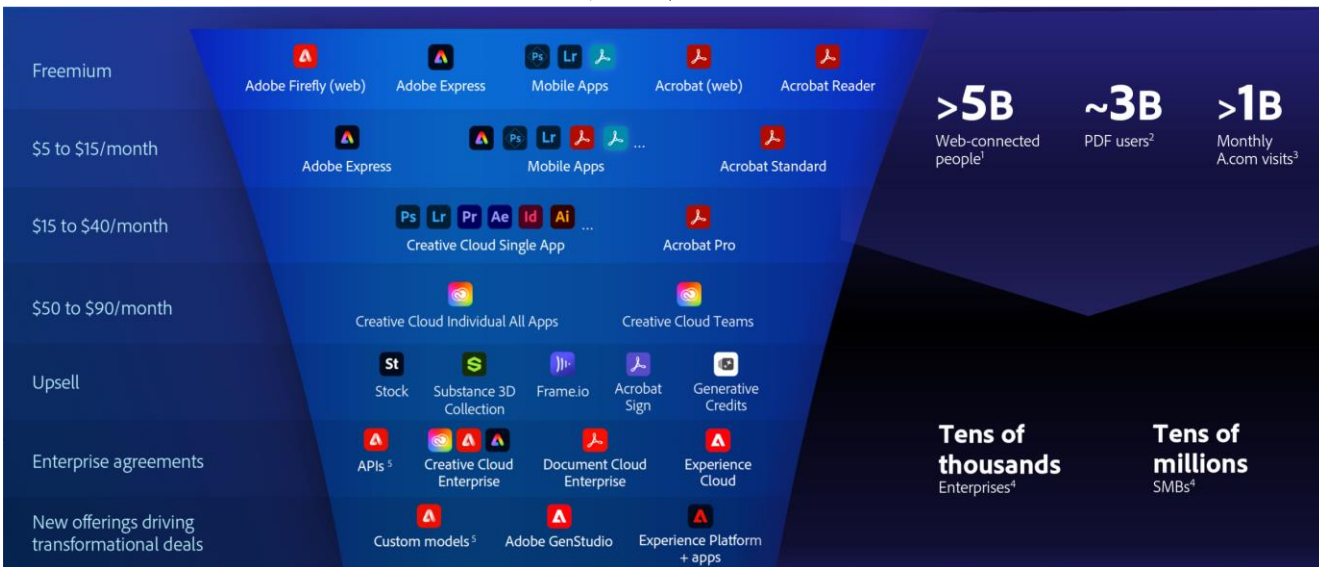 Freemium
Adobe Firefly (web)
Adobe Express
Ps Lr
Mobile Apps
Acrobat (web)
Acrobat Reader
$5 to $15/month
Adobe Express
Ps Lr ...
Mobile Apps
Acrobat Standard
$15 to $40/month
Ps Lr Pr Ae Id Ai ...
Creative Cloud Single App
Acrobat Pro
$50 to $90/month
Creative Cloud Individual All Apps
Creative Cloud Teams
Upsell
St
Stock
Substance 3D
Collection
Frame.io
Acrobat
Sign
Generative
Credits
Enterprise agreements
APIs 5
Creative Cloud
Enterprise
Document Cloud
Enterprise
Experience
Cloud
New offerings driving
transformational deals
Custom models 5
Adobe GenStudio
Experience Platform
+ apps
>5B
Web-connected
people1
~3B
PDF users2
>1B
Monthly
A.com visits3
Tens of
thousands
Enterprises4
Tens of
millions
SMBs4